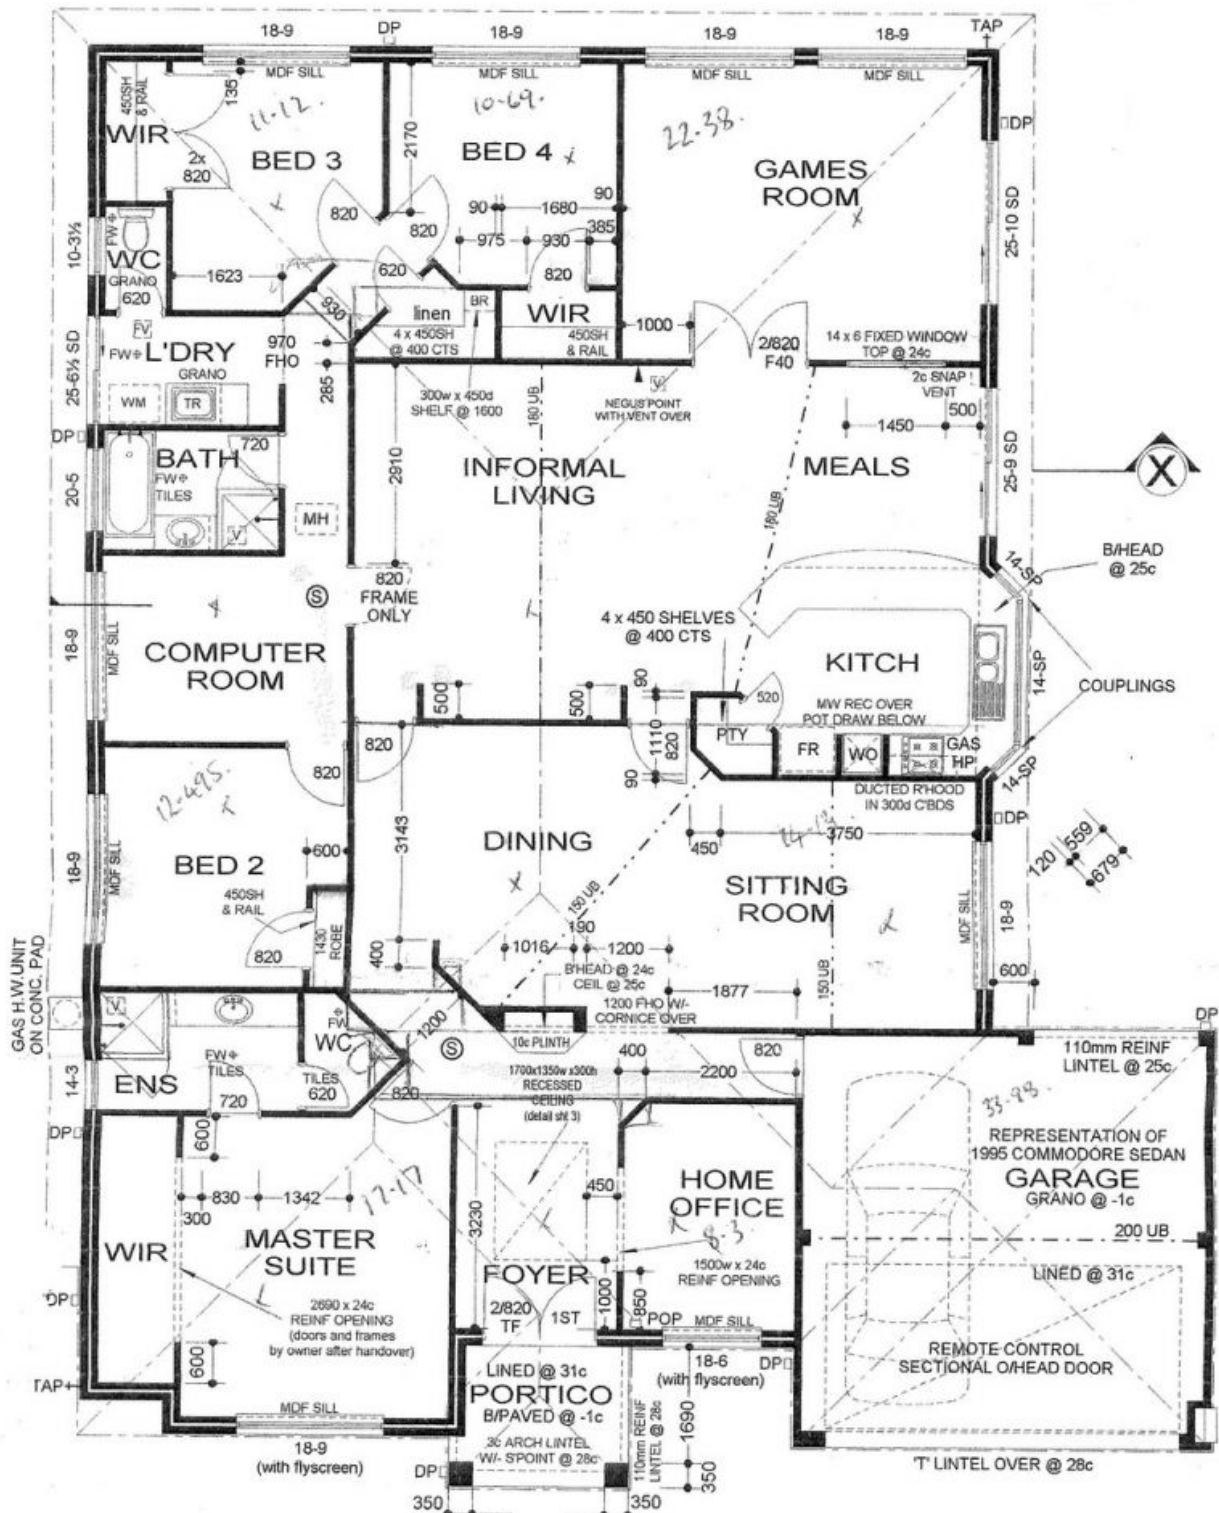 18-9
DP
18-9
18-9
18-9
TAP
MDF SILL
MDF SILL
MDF SILL
MDF SILL
450SH
& RAIL
135
11-12.
10-69.
22.38.
WIR
BED 3
2170
BED 4
GAMES
ROOM
DP
2x
820
820
820
90
1680
90
385
975
930
25-10 SD
10-3½
FW
WC
GRANO
620
1623
620
820
930
linen
BR
WIR
1000
FV
FW
L'DRY
GRANO
970
FHO
4 x 450SH
@ 400 CTS
450SH
& RAIL
2/820
F40
14 x 6 FIXED WINDOW
TOP @ 24c
25-6½ SD
WM
TR
285
300w x 450d
SHELF @ 1600
180 UB
V
NEGUS POINT
WITH VENT OVER
2c SNAP
VENT
500
1450
DP
720
BATH
FW
TILES
20-5
V
MH
2910
INFORMAL
LIVING
MEALS
25-9 SD
180 UB
X
14-SP
B/HEAD
@ 25c
S
820
FRAME
ONLY
4 x 450 SHELVES
@ 400 CTS
18-9
MDF SILL
COMPUTER
ROOM
KITCH
14-SP
COUPLINGS
500
500
90
520
MW REC OVER
POT DRAW BELOW
820
820
1110
820
PTY
FR
WO
GAS
HP
90
14-SP
DUCTED R'HOOD
IN 300d C'BDS
DP
12-495.
3143
DINING
450
3750
559
120
679
18-9
MDF SILL
BED 2
600
450SH
& RAIL
820
1430
ROBE
SITTING
ROOM
150 UB
MDF SILL
18-9
400
1016
190
1200
B'HEAD @ 24c
CEIL @ 25c
1200 FHO W/-
CORNICE OVER
1877
150 UB
600
GAS H.W.UNIT
ON CONC. PAD
V
FW
WC
1200
S
10c PLINTH
DP
14-3
ENS
FW
TILES
720
TILES
620
820
1700x1350w x300h
RECESSED
CEILING
(detail sht 3)
400
2200
820
110mm REINF
LINTEL @ 25c
33-98.
DP
600
REPRESENTATION OF
1995 COMMODORE SEDAN
GARAGE
GRANO @ -1c
830
1342
300
17-17
3230
450
HOME
OFFICE
8-3
200 UB
WIR
MASTER
SUITE
FOYER
1500w x 24c
REINF OPENING
LINED @ 31c
DP
2690 x 24c
REINF OPENING
(doors and frames
by owner after handover)
2/820
TF
1ST
1000
850
POP
MDF SILL
REMOTE CONTROL
SECTIONAL O/HEAD DOOR
600
TAP
LINED @ 31c
PORTICO
B/PAVED @ -1c
18-6
(with flyscreen)
DP
MDF SILL
3c ARCH LINTEL
W/- S'POINT @ 28c
110mm REINF
LINTEL @ 28c
1690
18-9
(with flyscreen)
DP
'T' LINTEL OVER @ 28c
350
350
350